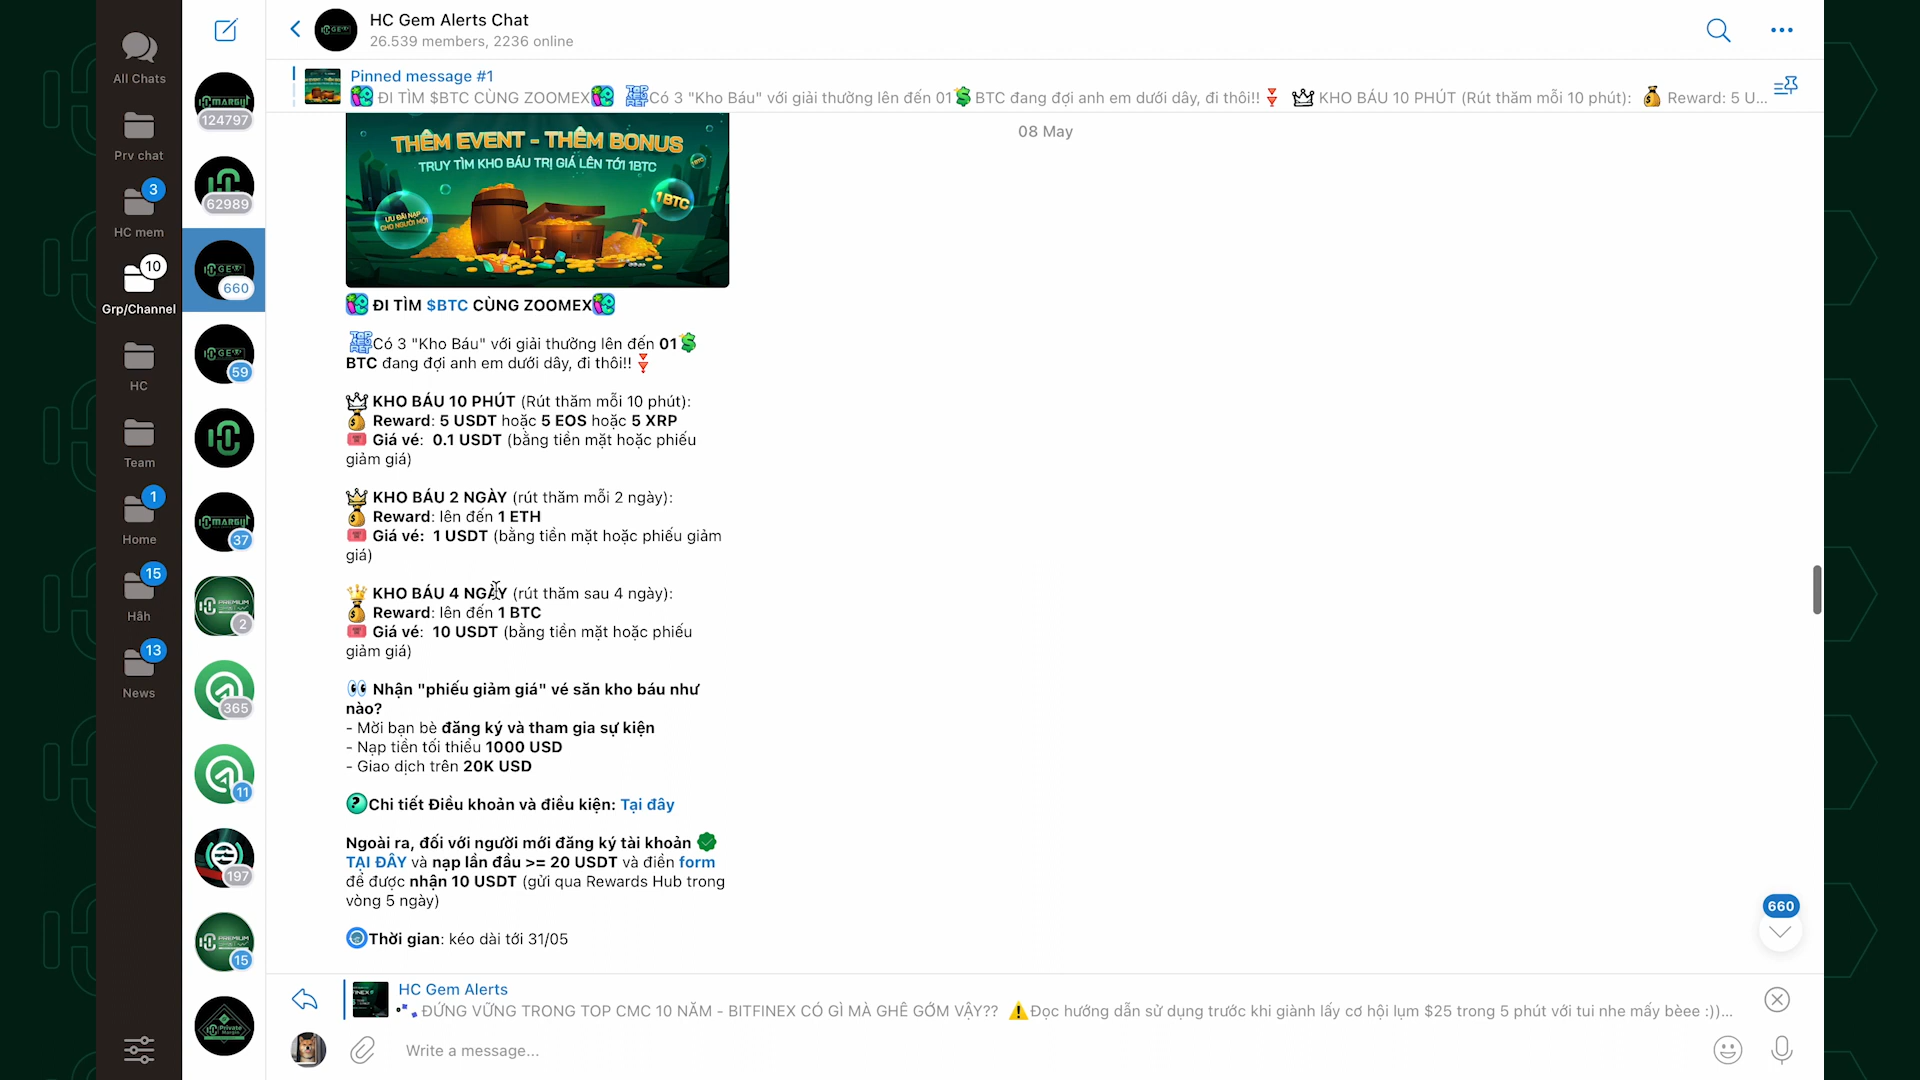 All Chats
Prv chat
3
HC mem
10
Grp/Channel
HC
Team
1
Home
15
Hâh
13
News
124797
62989
660
59
37
2
365
11
197
15
HC Gem Alerts Chat
26.539 members, 2236 online
Pinned message #1
ĐI TÌM $BTC CÙNG ZOOMEX Có 3 "Kho Báu" với giải thưởng lên đến 01 BTC đang đợi anh em dưới dây, đi thôi!! KHO BÁU 10 PHÚT (Rút thăm mỗi 10 phút): Reward: 5 U...
08 May
THÊM EVENT - THÊM BONUS
TRUY TÌM KHO BÁU TRỊ GIÁ LÊN TỚI 1BTC
1BTC
ƯU ĐÃI NẠP
CHO NGƯỜI MỚI
ĐI TÌM $BTC CÙNG ZOOMEX
Có 3 "Kho Báu" với giải thưởng lên đến 01
BTC đang đợi anh em dưới dây, đi thôi!!
KHO BÁU 10 PHÚT (Rút thăm mỗi 10 phút):
Reward: 5 USDT hoặc 5 EOS hoặc 5 XRP
Giá vé: 0.1 USDT (bằng tiền mặt hoặc phiếu
giảm giá)
KHO BÁU 2 NGÀY (rút thăm mỗi 2 ngày):
Reward: lên đến 1 ETH
Giá vé: 1 USDT (bằng tiền mặt hoặc phiếu giảm
giá)
KHO BÁU 4 NGÀY (rút thăm sau 4 ngày):
Reward: lên đến 1 BTC
Giá vé: 10 USDT (bằng tiền mặt hoặc phiếu
giảm giá)
Nhận "phiếu giảm giá" vé săn kho báu như
nào?
- Mời bạn bè đăng ký và tham gia sự kiện
- Nạp tiền tối thiểu 1000 USD
- Giao dịch trên 20K USD
Chi tiết Điều khoản và điều kiện: Tại đây
Ngoài ra, đối với người mới đăng ký tài khoản
TẠI ĐÂY và nạp lần đầu >= 20 USDT và điền form
để được nhận 10 USDT (gửi qua Rewards Hub trong
vòng 5 ngày)
Thời gian: kéo dài tới 31/05
660
HC Gem Alerts
ĐỨNG VỮNG TRONG TOP CMC 10 NĂM - BITFINEX CÓ GÌ MÀ GHÊ GỚM VẬY?? Đọc hướng dẫn sử dụng trước khi giành lấy cơ hội lụm $25 trong 5 phút với tui nhe mấy bèee :))...
Write a message...